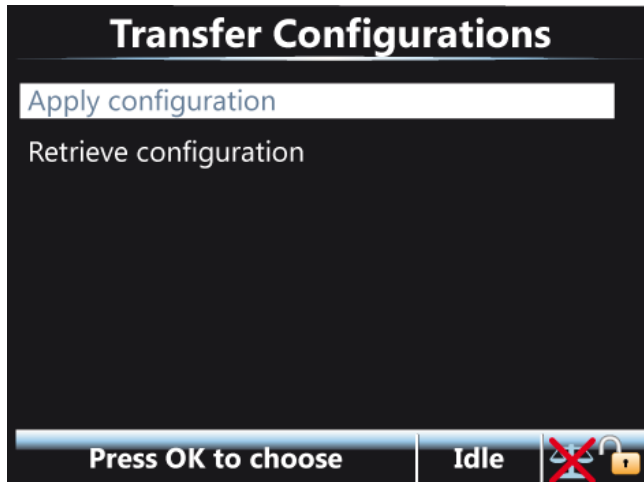 Transfer Configurations
Apply configuration
Retrieve configuration
Press OK to choose
Idle